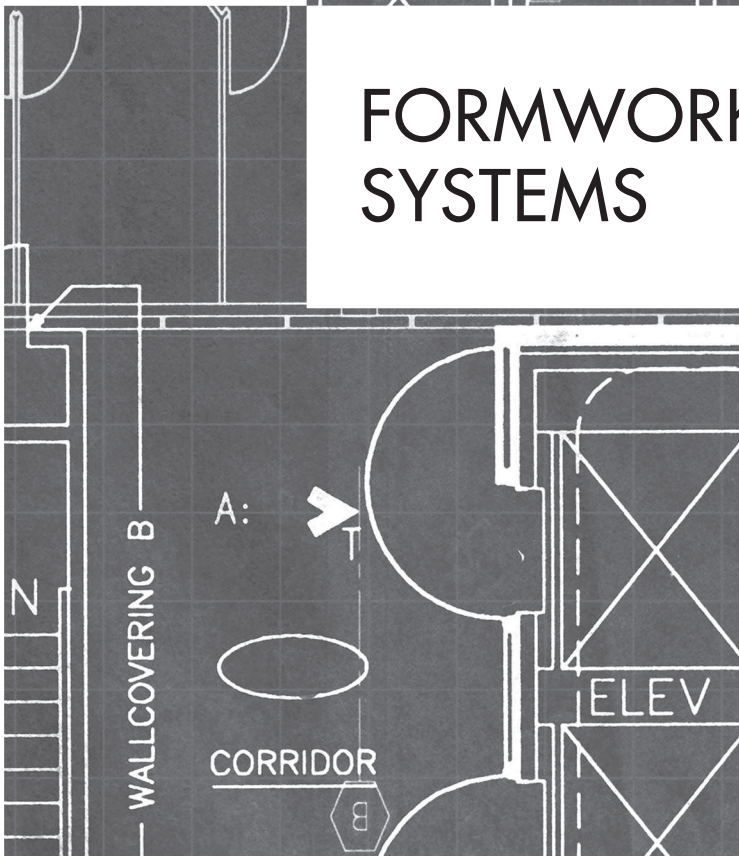 FORMWORK
SYSTEMS
A:
T
N
WALLCOVERING B
ELEV
CORRIDOR
B